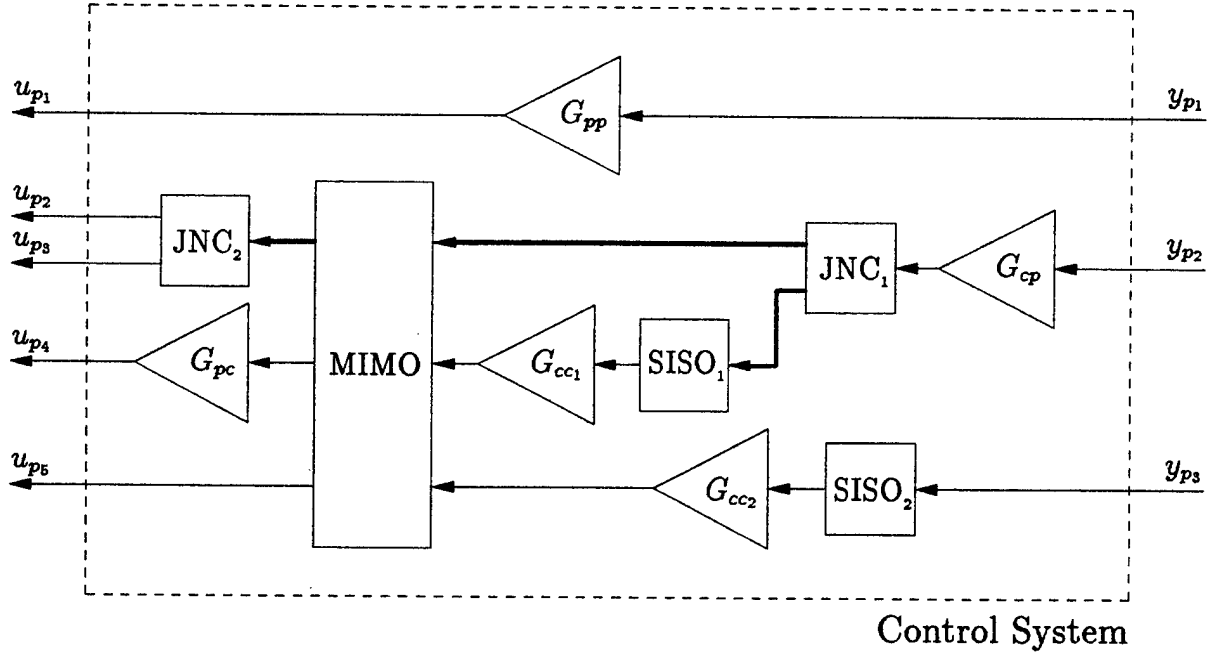 u_{p_1}
G_{pp}
y_{p_1}
u_{p_2}
JNC_2
u_{p_3}
JNC_1
G_{cp}
y_{p_2}
u_{p_4}
G_{pc}
MIMO
G_{cc_1}
SISO_1
u_{p_5}
G_{cc_2}
SISO_2
y_{p_3}
Control System